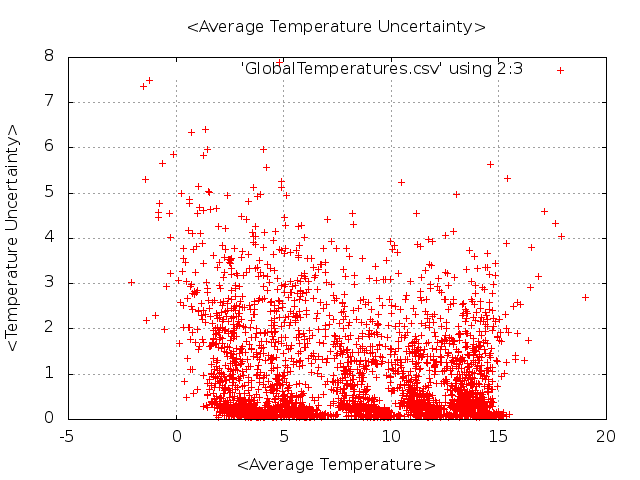 <Average Temperature Uncertainty>
8
'GlobalTemperatures.csv' using 2:3
7
6
5
4
3
2
1
0
<Temperature Uncertainty>
-5 0 5 10 15 20
<Average Temperature>